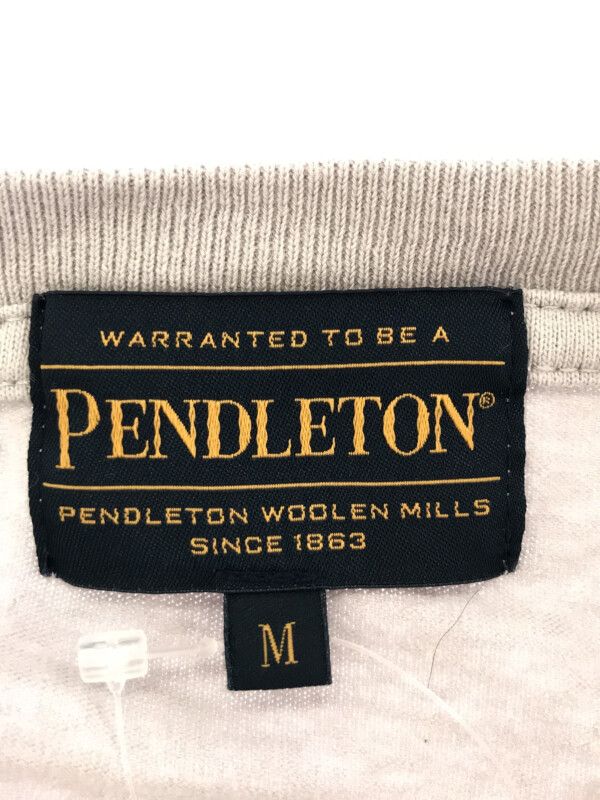 WARRANTED TO BE A
PENDLETON®
PENDLETON WOOLEN MILLS
SINCE 1863
M